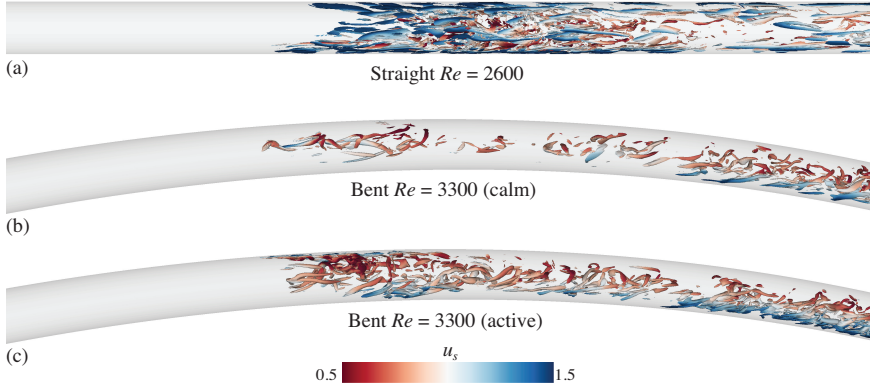 (a)
Straight Re = 2600
Bent Re = 3300 (calm)
(b)
Bent Re = 3300 (active)
(c)
u_s
0.5 1.5